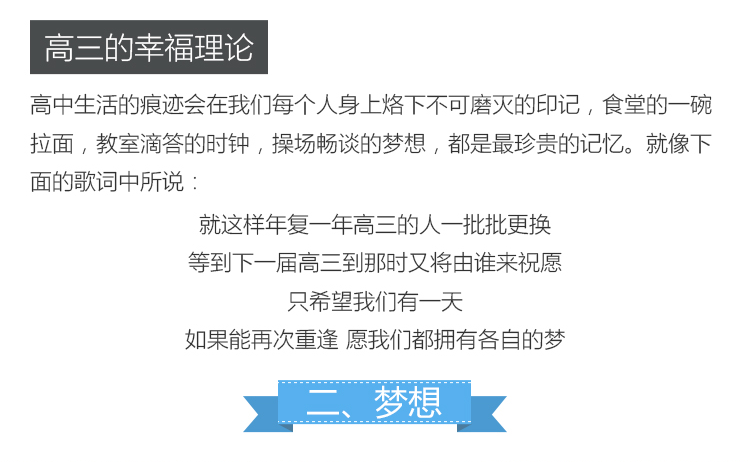 高三的幸福理论
高中生活的痕迹会在我们每个人身上烙下不可磨灭的印记，食堂的一碗
拉面，教室滴答的时钟，操场畅谈的梦想，都是最珍贵的记忆。就像下
面的歌词中所说：
就这样年复一年高三的人一批批更换
等到下一届高三到那时又将由谁来祝愿
只希望我们有一天
如果能再次重逢 愿我们都拥有各自的梦
二、梦想